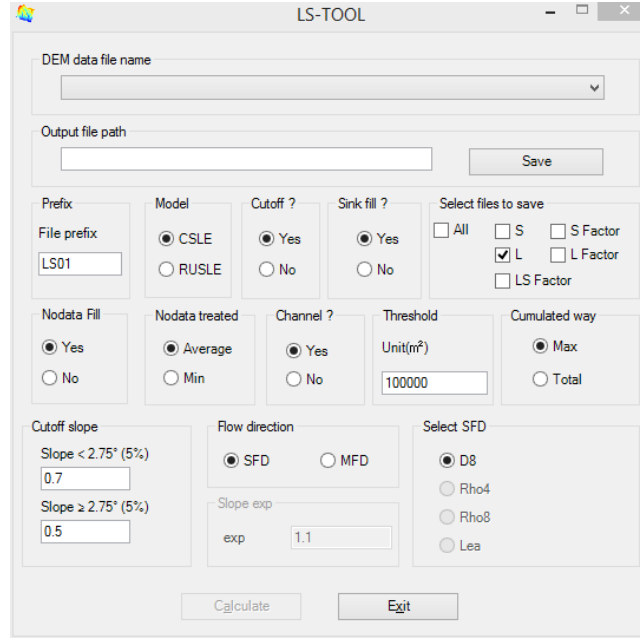 LS-TOOL
DEM data file name
Output file path
Save
Prefix
File prefix
LS01
Model
CSLE
RUSLE
Cutoff ?
Yes
No
Sink fill ?
Yes
No
Select files to save
All
S
S Factor
L
L Factor
LS Factor
Nodata Fill
Yes
No
Nodata treated
Average
Min
Channel ?
Yes
No
Threshold
Unit(m²)
100000
Cumulated way
Max
Total
Cutoff slope
Slope < 2.75° (5%)
0.7
Slope ≥ 2.75° (5%)
0.5
Flow direction
SFD
MFD
Slope exp
exp
1.1
Select SFD
D8
Rho4
Rho8
Lea
Calculate
Exit